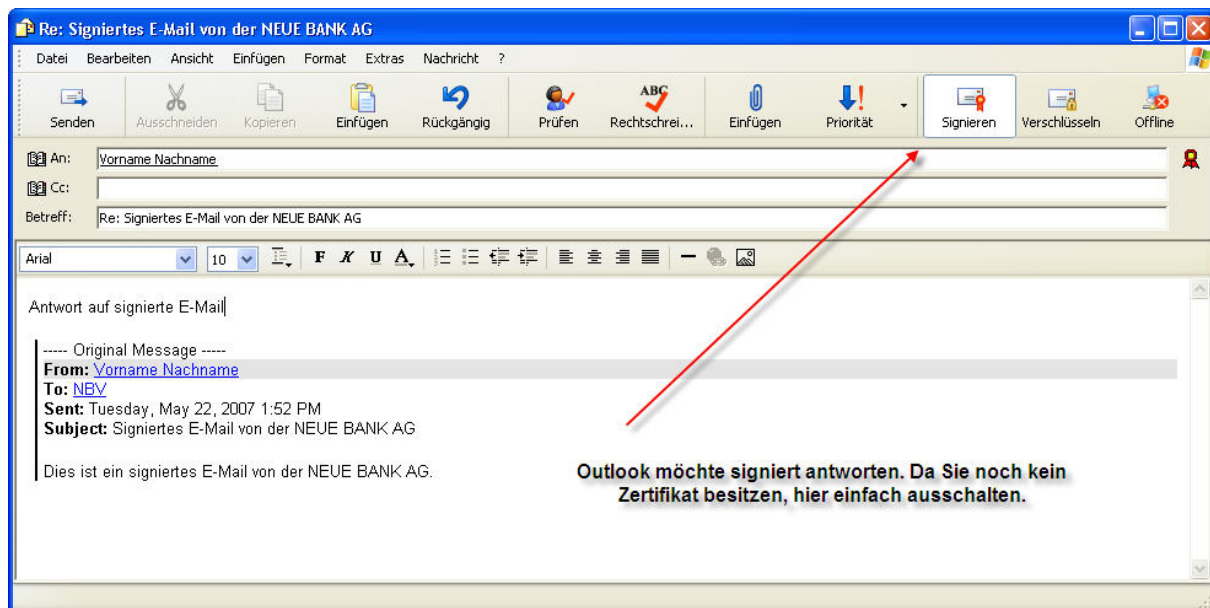 Re: Signiertes E-Mail von der NEUE BANK AG
Datei Bearbeiten Ansicht Einfügen Format Extras Nachricht ?
Senden Ausschneiden Kopieren Einfügen Rückgängig Prüfen ABC Rechtschrei... Einfügen Priorität Signieren Verschlüsseln Offline
An: Vorname Nachname
Cc:
Betreff: Re: Signiertes E-Mail von der NEUE BANK AG
Arial 10 F K U A
Antwort auf signierte E-Mail
----- Original Message -----
From: Vorname Nachname
To: NBV
Sent: Tuesday, May 22, 2007 1:52 PM
Subject: Signiertes E-Mail von der NEUE BANK AG
Dies ist ein signiertes E-Mail von der NEUE BANK AG.
Outlook möchte signiert antworten. Da Sie noch kein
Zertifikat besitzen, hier einfach ausschalten.